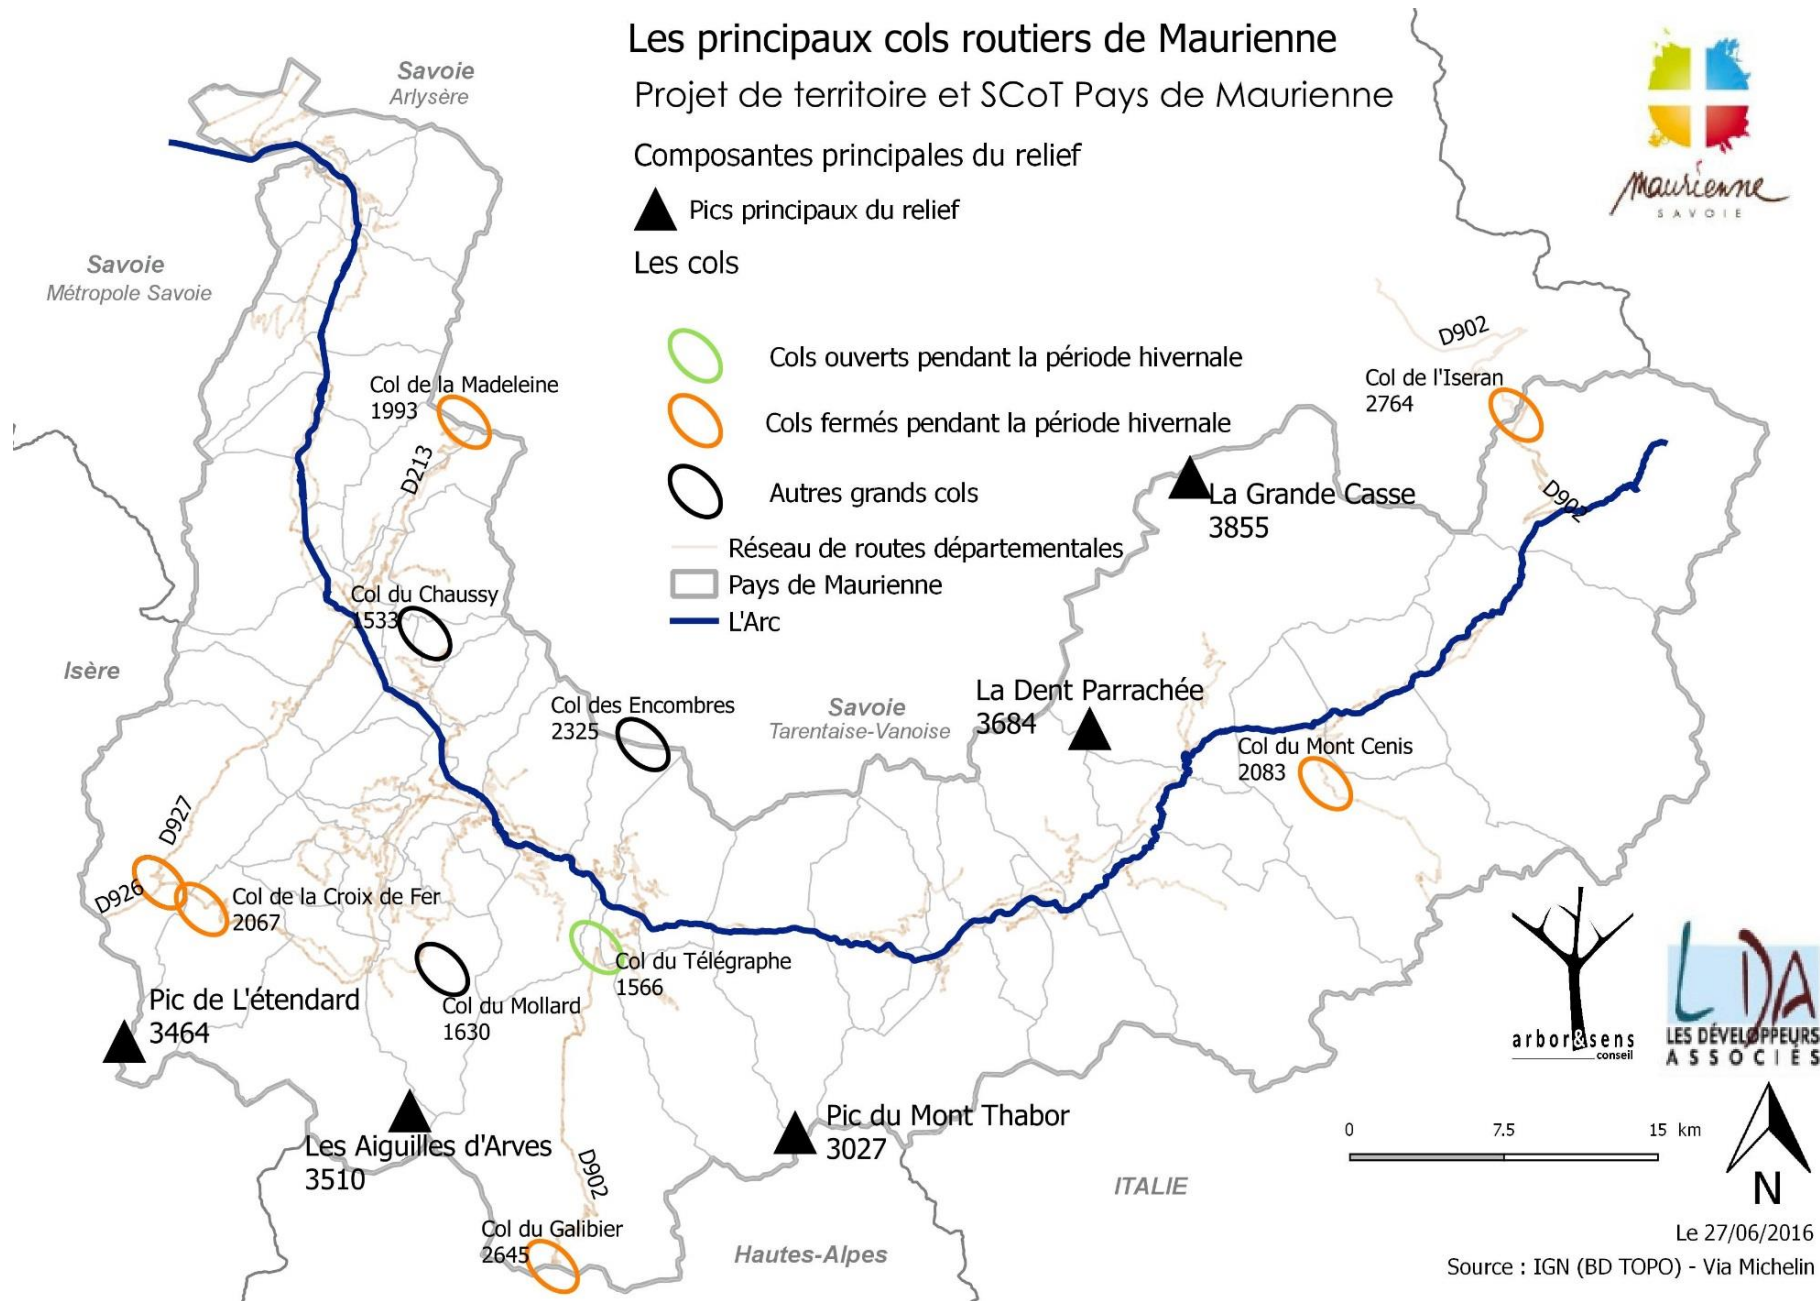 Les principaux cols routiers de Maurienne
Projet de territoire et SCoT Pays de Maurienne
Composantes principales du relief
Pics principaux du relief
Les cols
Cols ouverts pendant la période hivernale
Cols fermés pendant la période hivernale
Autres grands cols
Réseau de routes départementales
Pays de Maurienne
L'Arc
maurienne
SAVOIE
Savoie
Arlysère
Savoie
Métropole Savoie
D902
Col de la Madeleine
1993
Col de l'Iseran
2764
D213
La Grande Casse
3855
D902
Col du Chaussy
1533
Isère
Col des Encombres
2325
Savoie
Tarentaise-Vanoise
La Dent Parrachée
3684
Col du Mont Cenis
2083
D927
D926
Col de la Croix de Fer
2067
Col du Télégraphe
1566
Pic de L'étendard
3464
Col du Mollard
1630
Les Aiguilles d'Arves
3510
Pic du Mont Thabor
3027
D902
Col du Galibier
2645
Hautes-Alpes
ITALIE
arbor&sens
conseil
LDA
LES DÉVELOPPEURS
ASSOCIÉS
0 7.5 15 km
N
Le 27/06/2016
Source : IGN (BD TOPO) - Via Michelin